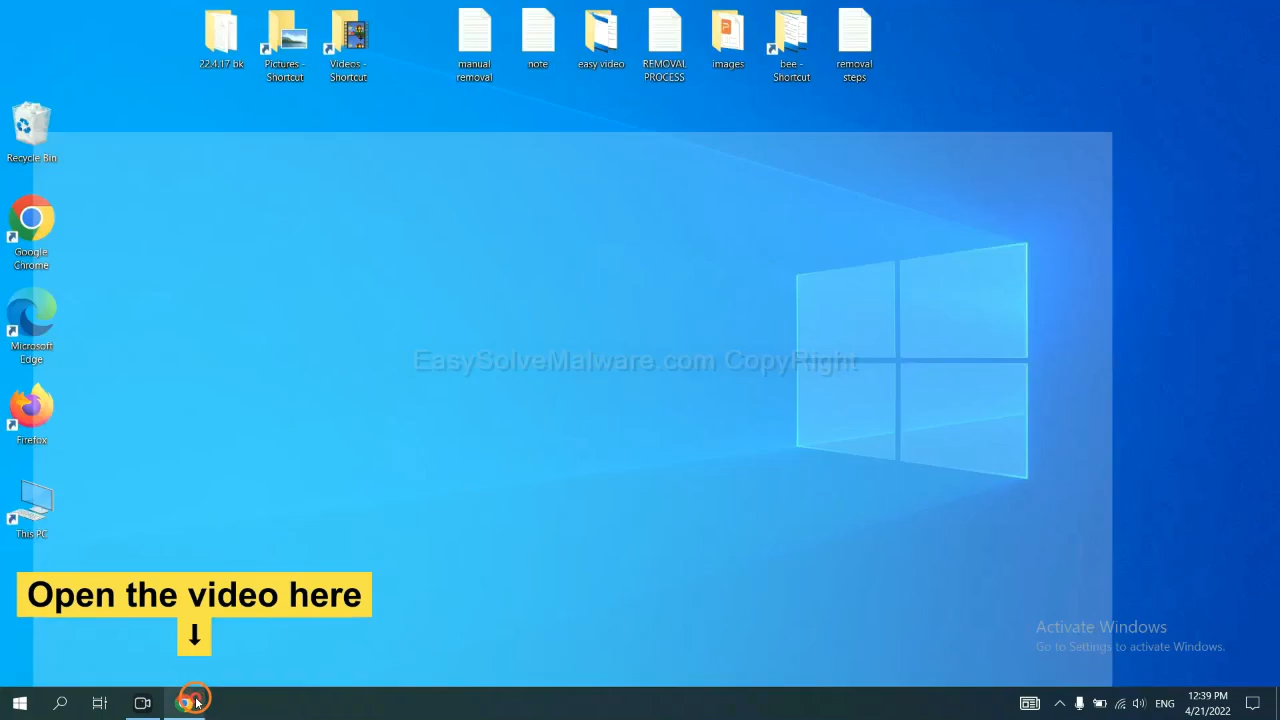 22.4.17 bk
Pictures -
Shortcut
Videos -
Shortcut
manual
removal
note
easy video
REMOVAL
PROCESS
images
bee -
Shortcut
removal
steps
Recycle Bin
Google
Chrome
Microsoft
Edge
Firefox
This PC
EasySolveMalware.com CopyRight
Open the video here
↓
Activate Windows
Go to Settings to activate Windows.
ENG
12:39 PM
4/21/2022